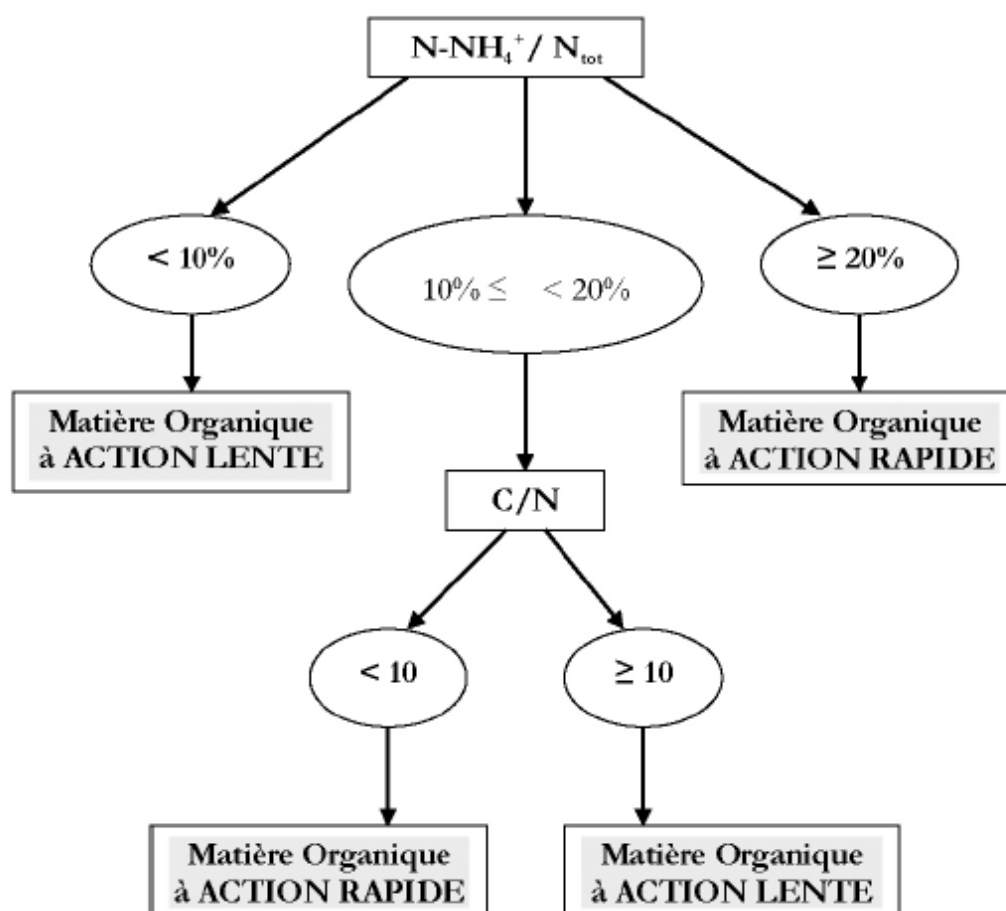 N-NH₄⁺/ Nₜₒₜ
< 10%
10% ≤ < 20%
≥ 20%
Matière Organique
à ACTION LENTE
Matière Organique
à ACTION RAPIDE
C/N
< 10
≥ 10
Matière Organique
à ACTION RAPIDE
Matière Organique
à ACTION LENTE